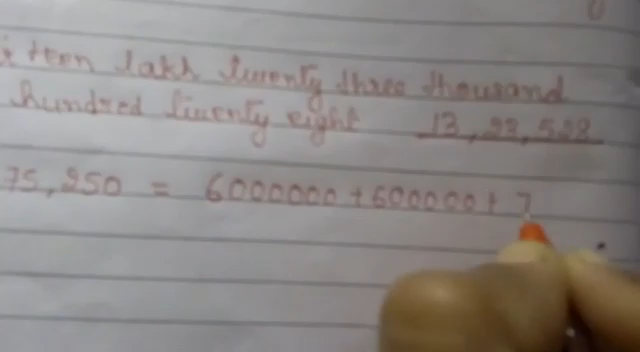 teen lakh twenty three thousand
hundred twenty eight 13,23,528
75,250 = 6000000 + 600000 + 7